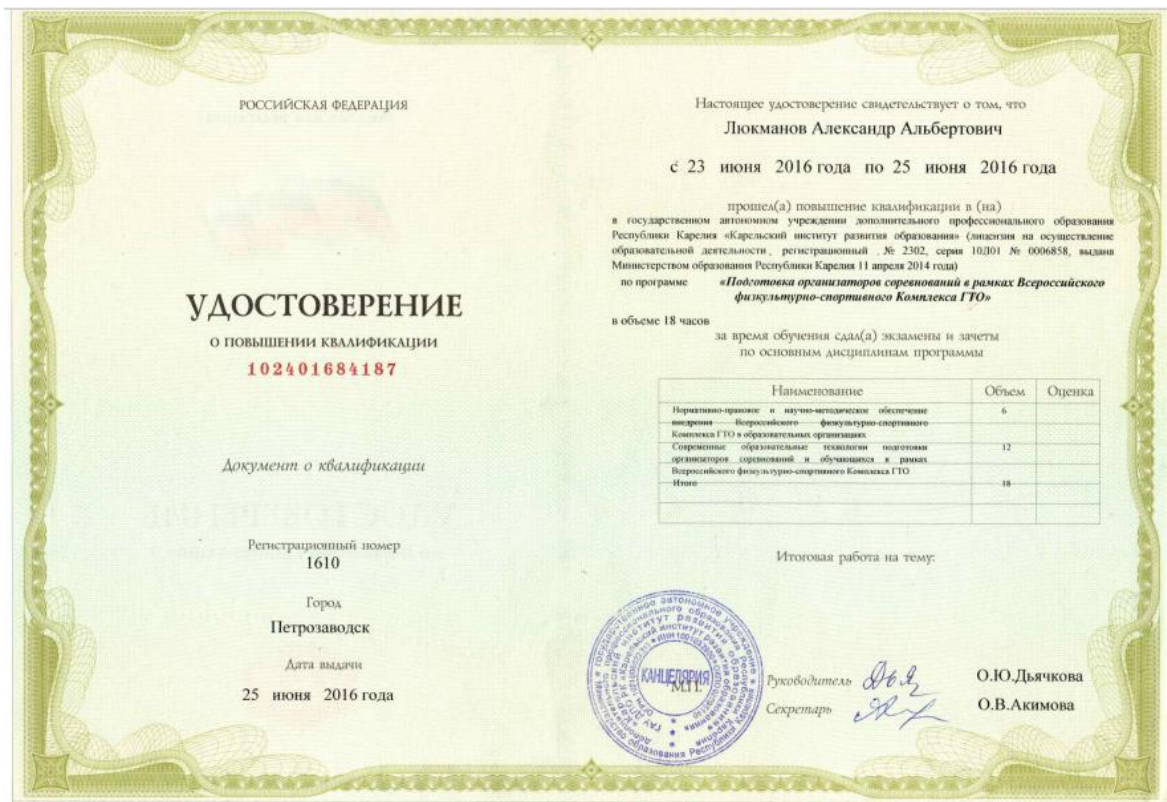 РОССИЙСКАЯ ФЕДЕРАЦИЯ
УДОСТОВЕРЕНИЕ
О ПОВЫШЕНИИ КВАЛИФИКАЦИИ
102401684187
Документ о квалификации
Регистрационный номер
1610
Город
Петрозаводск
Дата выдачи
25 июня 2016 года
Настоящее удостоверение свидетельствует о том, что
Люкманов Александр Альбертович
с 23 июня 2016 года по 25 июня 2016 года
прошел(а) повышение квалификации в (на)
в государственном автономном учреждении дополнительного профессионального образования
Республики Карелия «Карельский институт развития образования» (лицензия на осуществление
образовательной деятельности, регистрационный . № 2302, серия 10Л01 № 0006858, выдана
Министерством образования Республики Карелия 11 апреля 2014 года)
по программе «Подготовка организаторов соревнований в рамках Всероссийского
физкультурно-спортивного Комплекса ГТО»
в объеме 18 часов
за время обучения сдал(а) экзамены и зачеты
по основным дисциплинам программы
Наименование Объем Оценка
Нормативно-правовое и научно-методическое обеспечение 6
внедрения Всероссийского физкультурно-спортивного
Комплекса ГТО в образовательных организациях
Современные образовательные технологии подготовки 12
организаторов соревнований и обучающихся в рамках
Всероссийского физкультурно-спортивного Комплекса ГТО
Итого 18
Итоговая работа на тему:
КАНЦЕЛЯРИЯ
М.П.
Руководитель О.Ю.Дьячкова
Секретарь О.В.Акимова